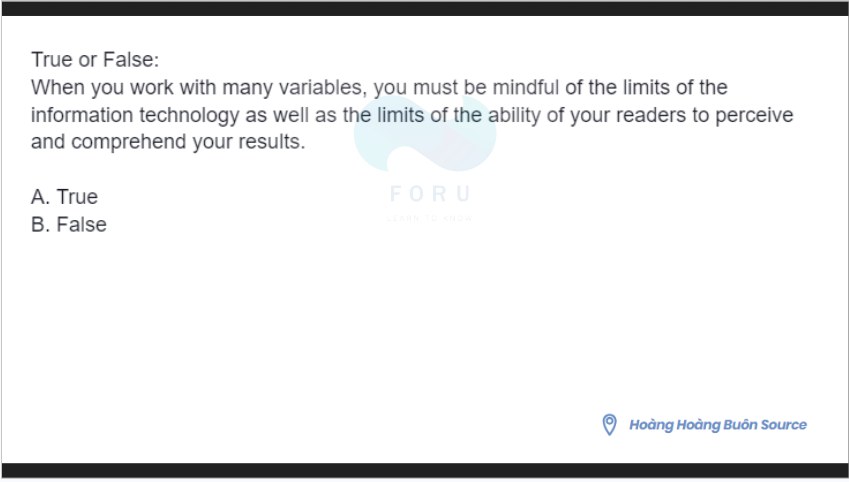 True or False:
When you work with many variables, you must be mindful of the limits of the
information technology as well as the limits of the ability of your readers to perceive
and comprehend your results.
A. True
B. False
FORU
Hoàng Hoàng Buôn Source